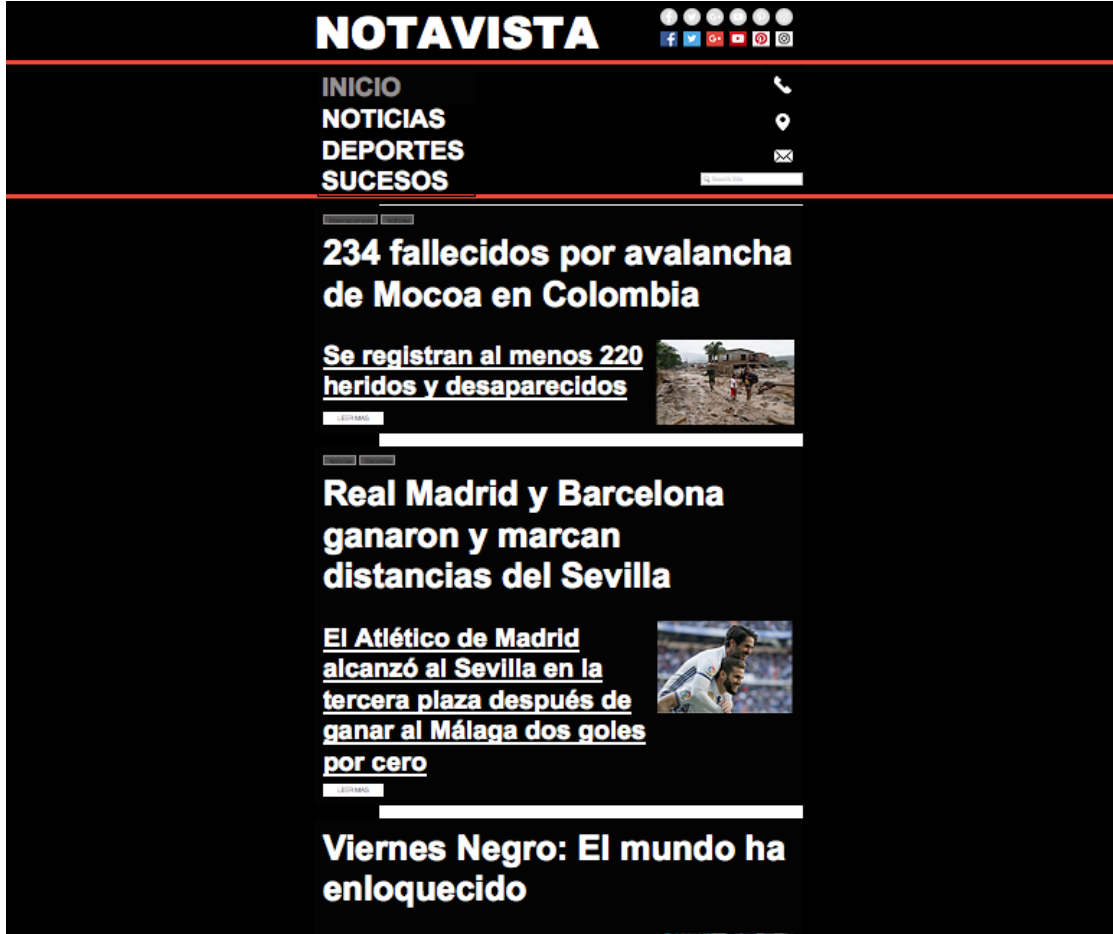 NOTAVISTA
INICIO
NOTICIAS
DEPORTES
SUCESOS
Search Site
234 fallecidos por avalancha
de Mocoa en Colombia
Se registran al menos 220
heridos y desaparecidos
LEER MAS
Real Madrid y Barcelona
ganaron y marcan
distancias del Sevilla
El Atlético de Madrid
alcanzó al Sevilla en la
tercera plaza después de
ganar al Málaga dos goles
por cero
LEER MAS
Viernes Negro: El mundo ha
enloquecido